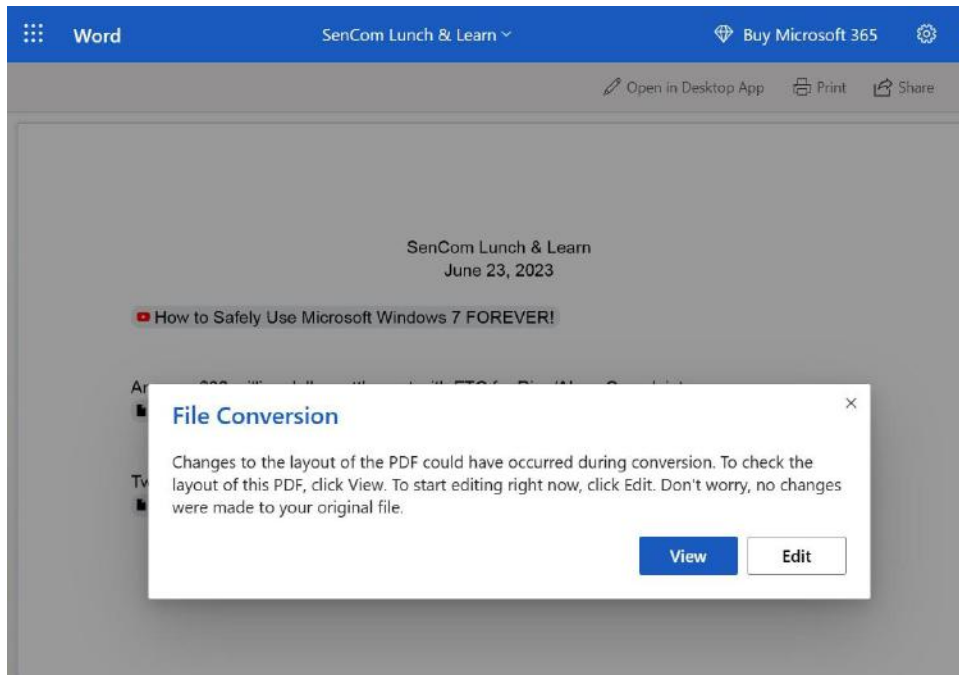 Word
SenCom Lunch & Learn
Buy Microsoft 365
Open in Desktop App
Print
Share
SenCom Lunch & Learn
June 23, 2023
How to Safely Use Microsoft Windows 7 FOREVER!
File Conversion
Changes to the layout of the PDF could have occurred during conversion. To check the
layout of this PDF, click View. To start editing right now, click Edit. Don't worry, no changes
were made to your original file.
View
Edit